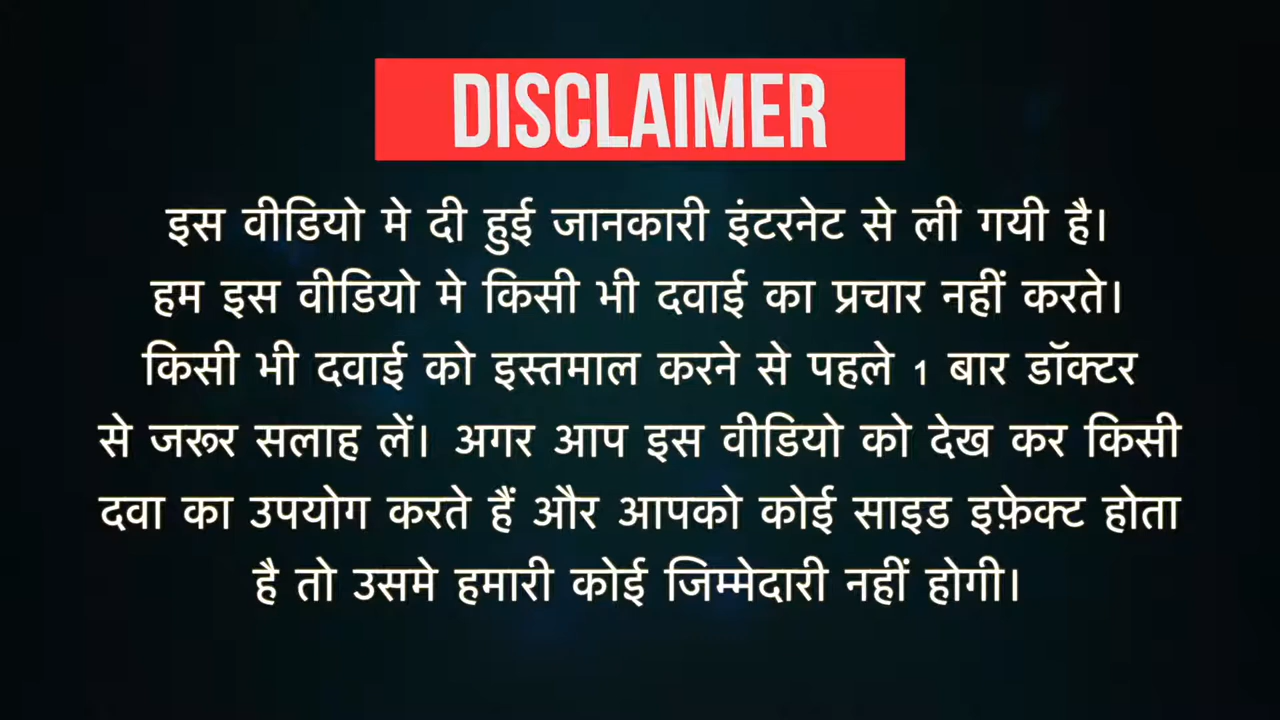 DISCLAIMER
इस वीडियो मे दी हुई जानकारी इंटरनेट से ली गयी है।
हम इस वीडियो मे किसी भी दवाई का प्रचार नहीं करते।
किसी भी दवाई को इस्तमाल करने से पहले 1 बार डॉक्टर
से जरूर सलाह लें। अगर आप इस वीडियो को देख कर किसी
दवा का उपयोग करते हैं और आपको कोई साइड इफ़ेक्ट होता
है तो उसमे हमारी कोई जिम्मेदारी नहीं होगी।